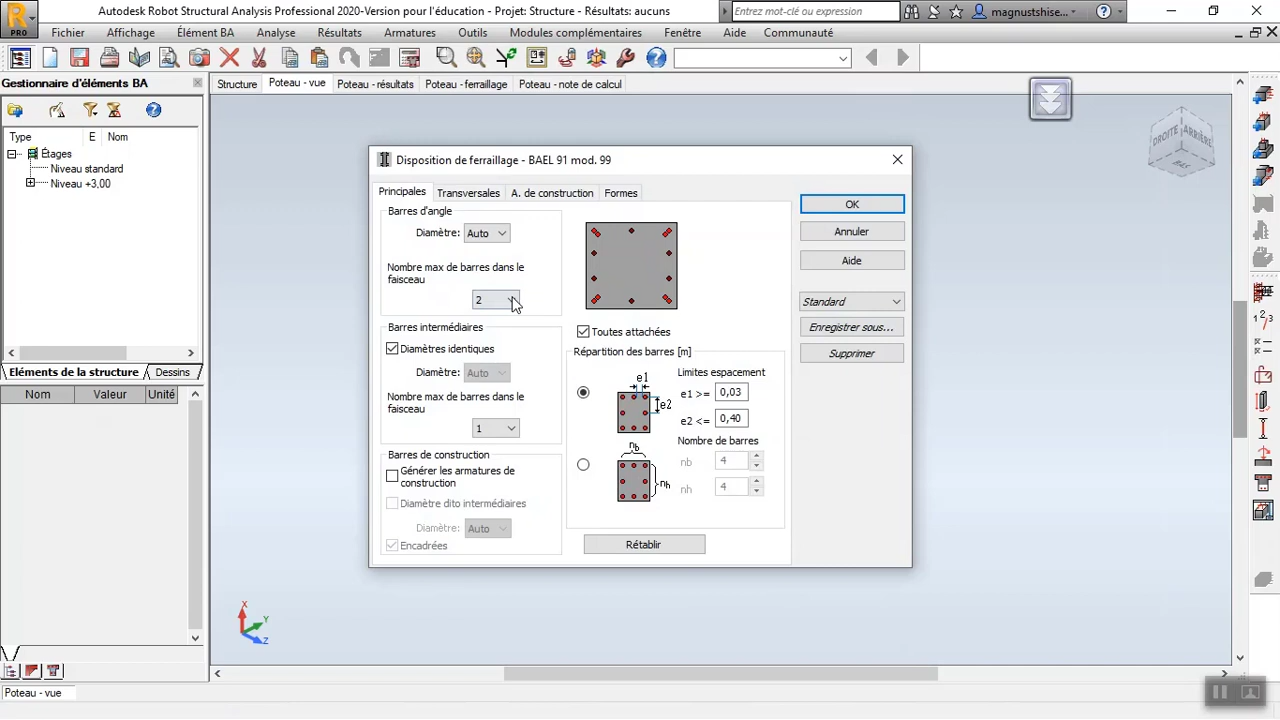 Autodesk Robot Structural Analysis Professional 2020-Version pour l'éducation - Projet: Structure - Résultats: aucuns
Entrez mot-clé ou expression
magnustshise...
PRO
Fichier Affichage Élément BA Analyse Résultats Armatures Outils Modules complémentaires Fenêtre Aide Communauté
Gestionnaire d'éléments BA
Structure Poteau - vue Poteau - résultats Poteau - ferraillage Poteau - note de calcul
Type E Nom
Étages
Niveau standard
Niveau +3,00
Eléments de la structure Dessins
Nom Valeur Unité
DROITE ARRIÈRE
BAS
Disposition de ferraillage - BAEL 91 mod. 99
Principales Transversales A. de construction Formes
Barres d'angle
Diamètre: Auto
Nombre max de barres dans le
faisceau
2
Barres intermédiaires
Diamètres identiques
Diamètre: Auto
Nombre max de barres dans le
faisceau
1
Barres de construction
Générer les armatures de
construction
Diamètre dito intermédiaires
Diamètre: Auto
Encadrées
Toutes attachées
Répartition des barres [m]
e1
e2
nb
nh
Limites espacement
e1 >= 0,03
e2 <= 0,40
Nombre de barres
nb 4
nh 4
Rétablir
OK
Annuler
Aide
Standard
Enregistrer sous...
Supprimer
X
Y
Z
Poteau - vue